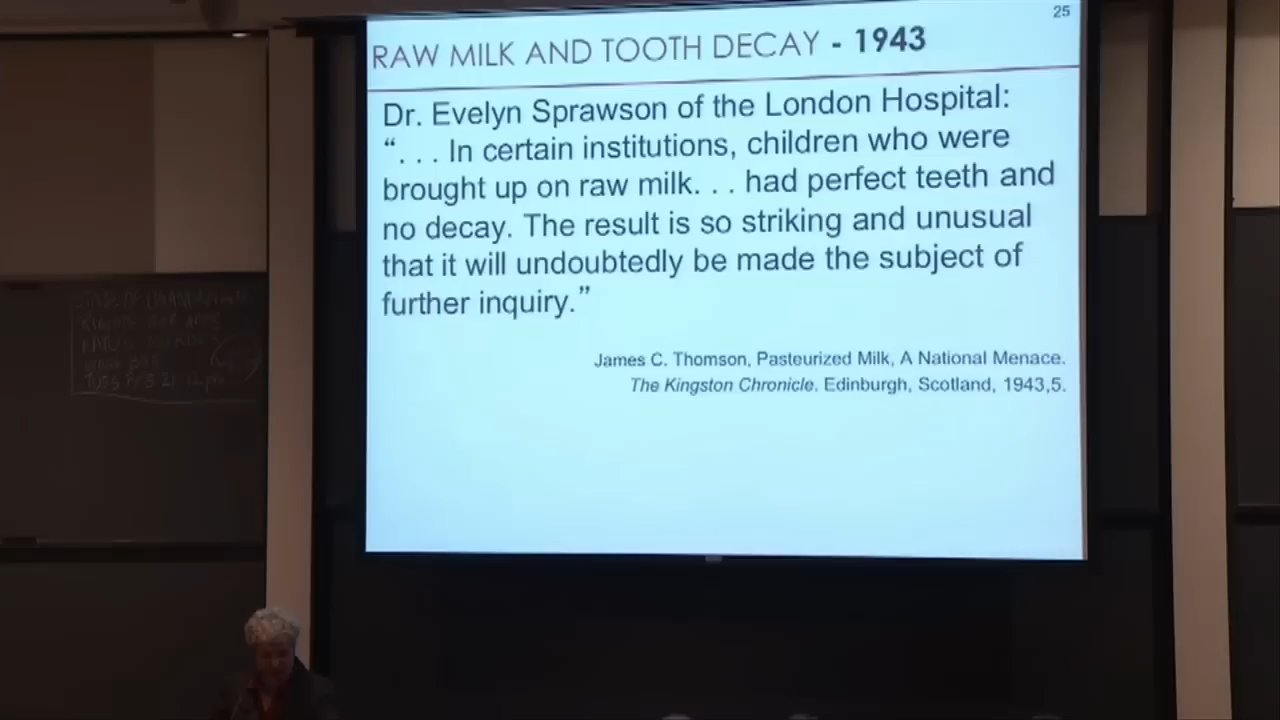 25
RAW MILK AND TOOTH DECAY - 1943
Dr. Evelyn Sprawson of the London Hospital:
“. . . In certain institutions, children who were
brought up on raw milk. . . had perfect teeth and
no decay. The result is so striking and unusual
that it will undoubtedly be made the subject of
further inquiry.”
James C. Thomson, Pasteurized Milk, A National Menace.
The Kingston Chronicle. Edinburgh, Scotland, 1943,5.